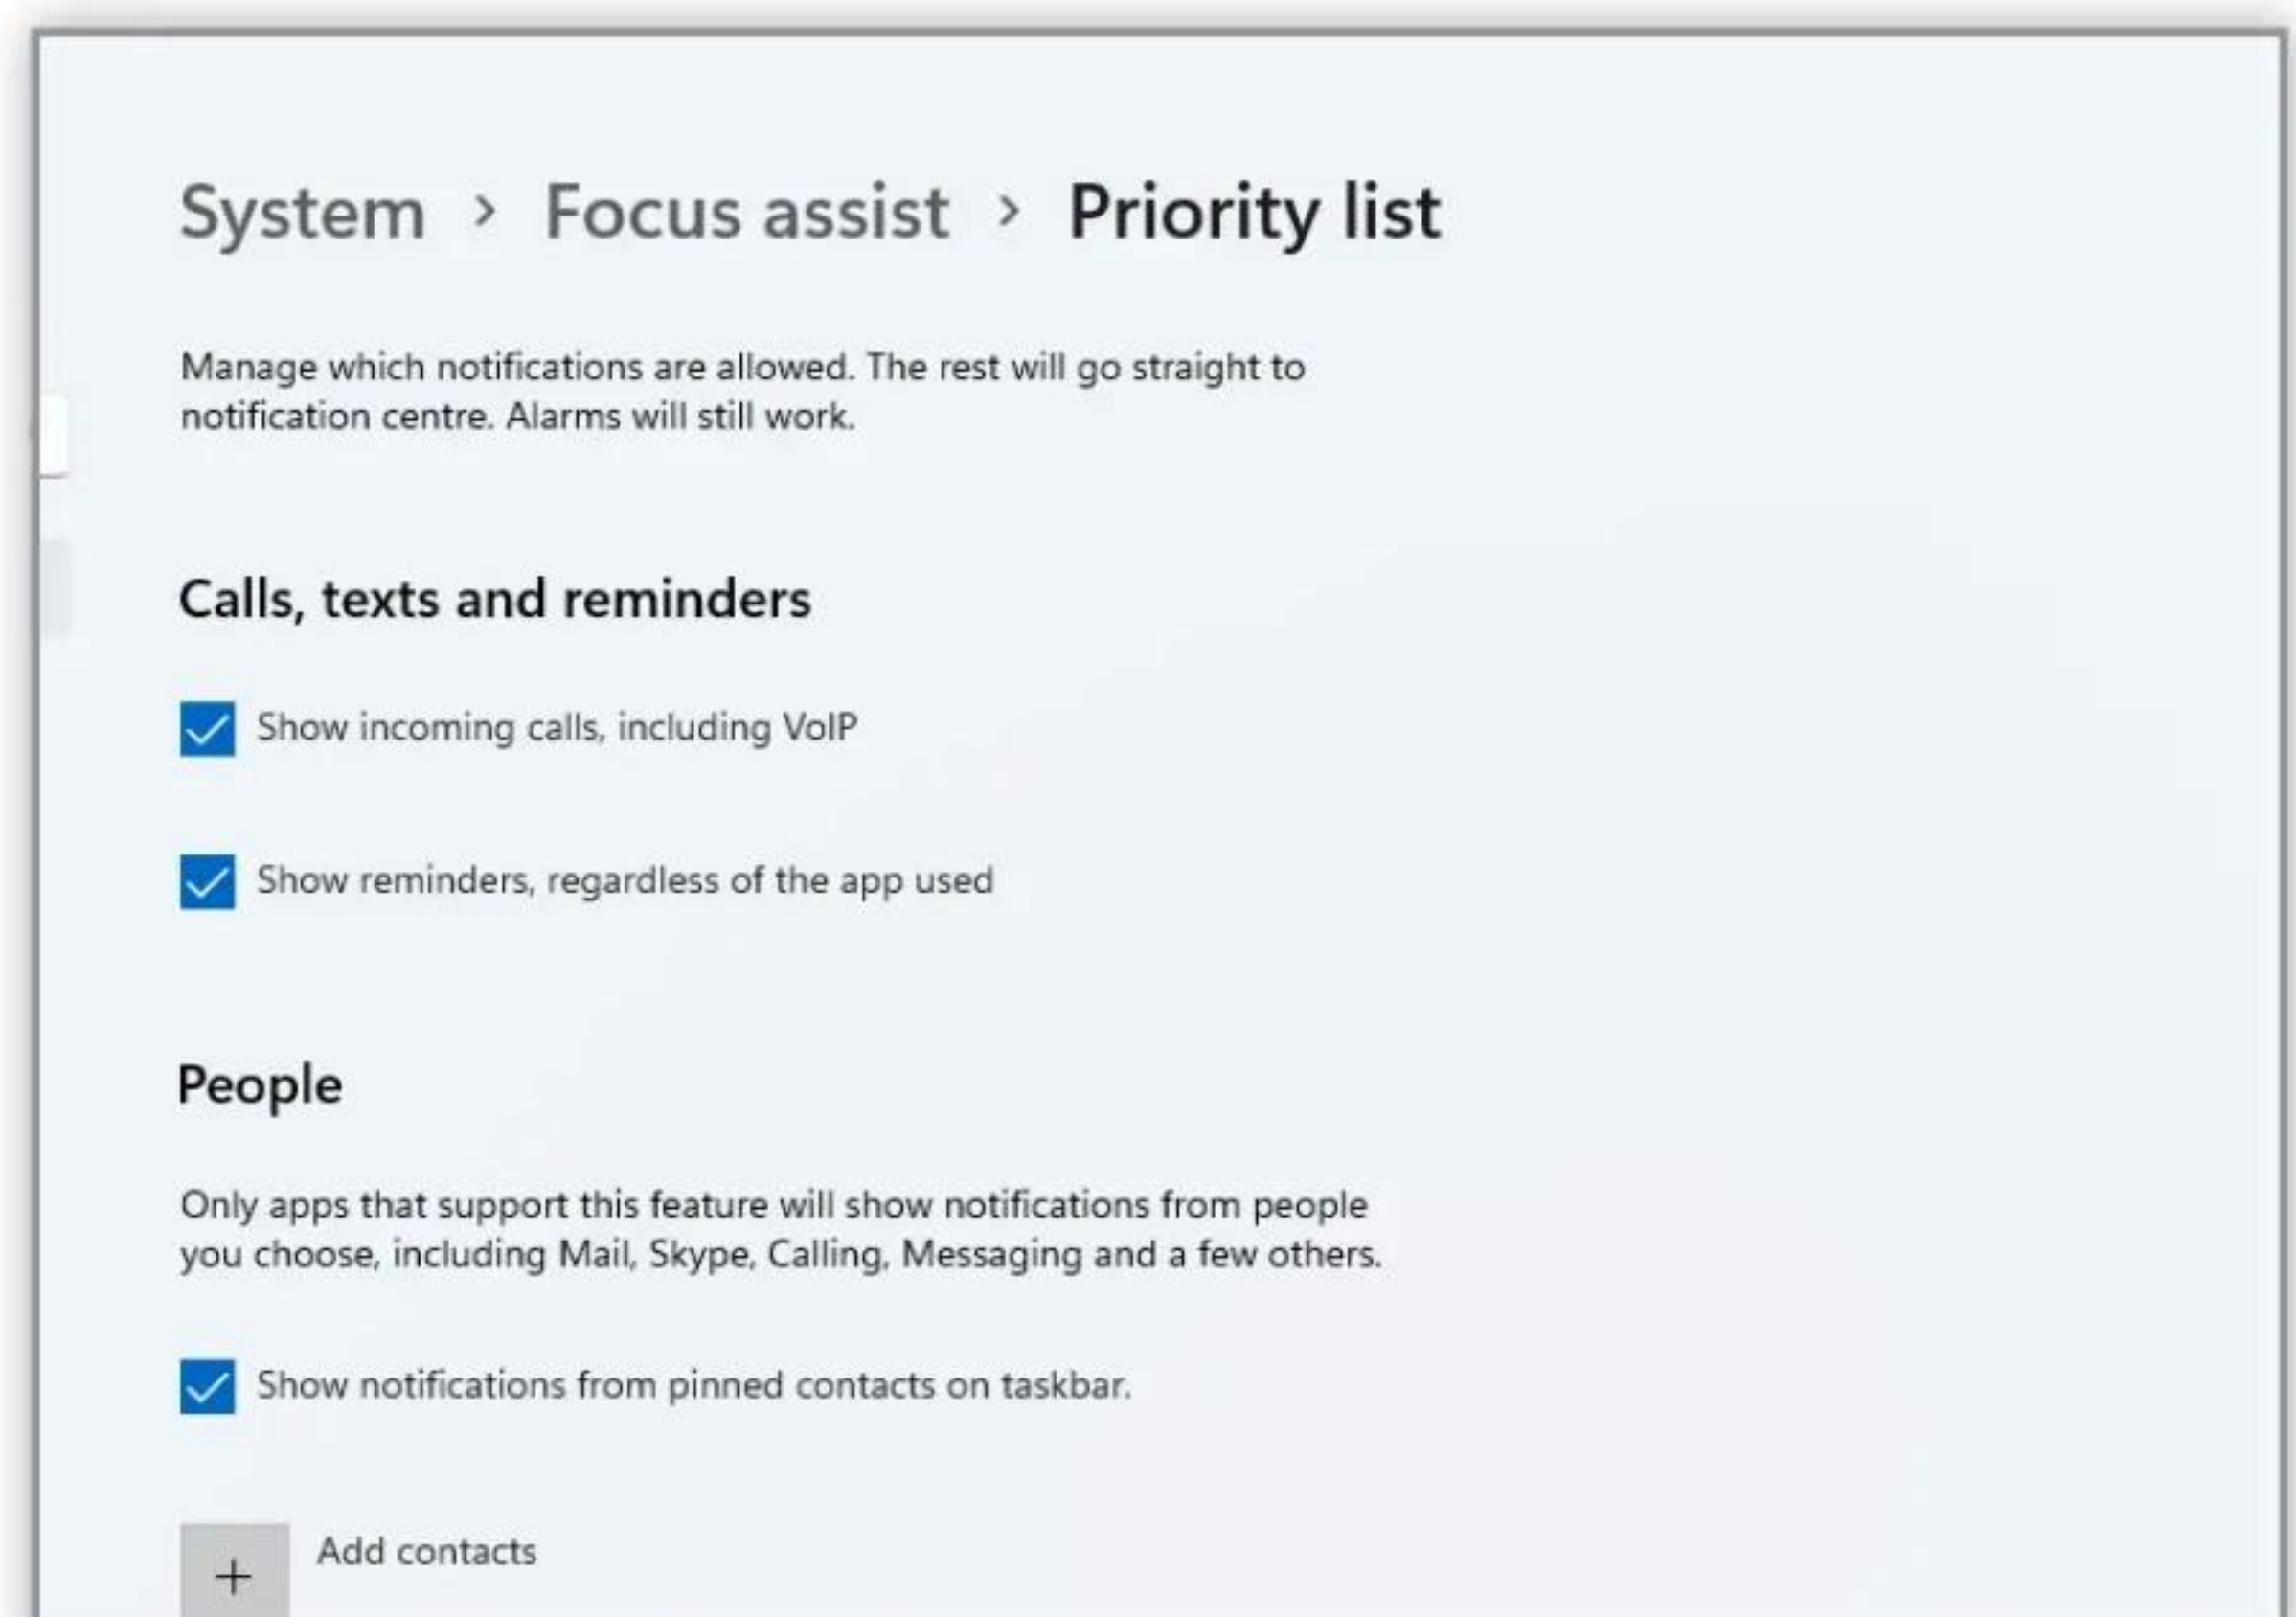 System > Focus assist > Priority list
Manage which notifications are allowed. The rest will go straight to
notification centre. Alarms will still work.
Calls, texts and reminders
Show incoming calls, including VoIP
Show reminders, regardless of the app used
People
Only apps that support this feature will show notifications from people
you choose, including Mail, Skype, Calling, Messaging and a few others.
Show notifications from pinned contacts on taskbar.
+ Add contacts